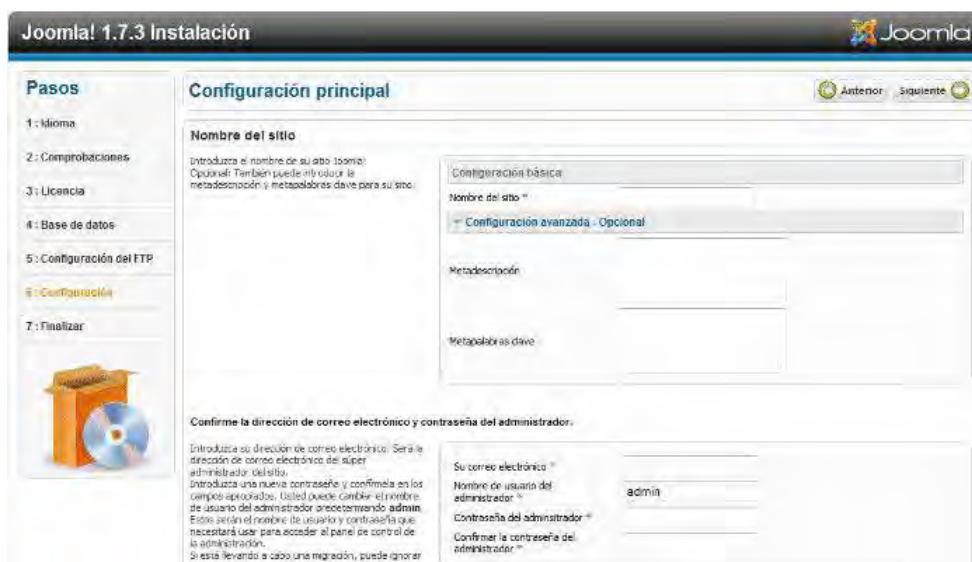 Joomla! 1.7.3 Instalación
Joomla
Pasos
1 : Idioma
2 : Comprobaciones
3 : Licencia
4 : Base de datos
5 : Configuración del FTP
6 : Configuración
7 : Finalizar
Configuración principal
Anterior
Siguiente
Nombre del sitio
Introduzca el nombre de su sitio Joomla!
Opcional: También puede introducir la
metadescripción y metapalabras clave para su sitio.
Configuración básica
Nombre del sitio *
Configuración avanzada - Opcional
Metadescripción
Metapalabras clave
Confirme la dirección de correo electrónico y contraseña del administrador.
Introduzca su dirección de correo electrónico. Será la
dirección de correo electrónico del súper
administrador del sitio.
Introduzca una nueva contraseña y confírmela en los
campos apropiados. Usted puede cambiar el nombre
de usuario del administrador predeterminado admin.
Estos serán el nombre de usuario y contraseña que
necesitará usar para acceder al panel de control de
la administración.
Si está llevando a cabo una migración, puede ignorar
Su correo electrónico *
Nombre de usuario del
administrador *
admin
Contraseña del adminsitrador *
Confirmar la contraseña del
administrador *